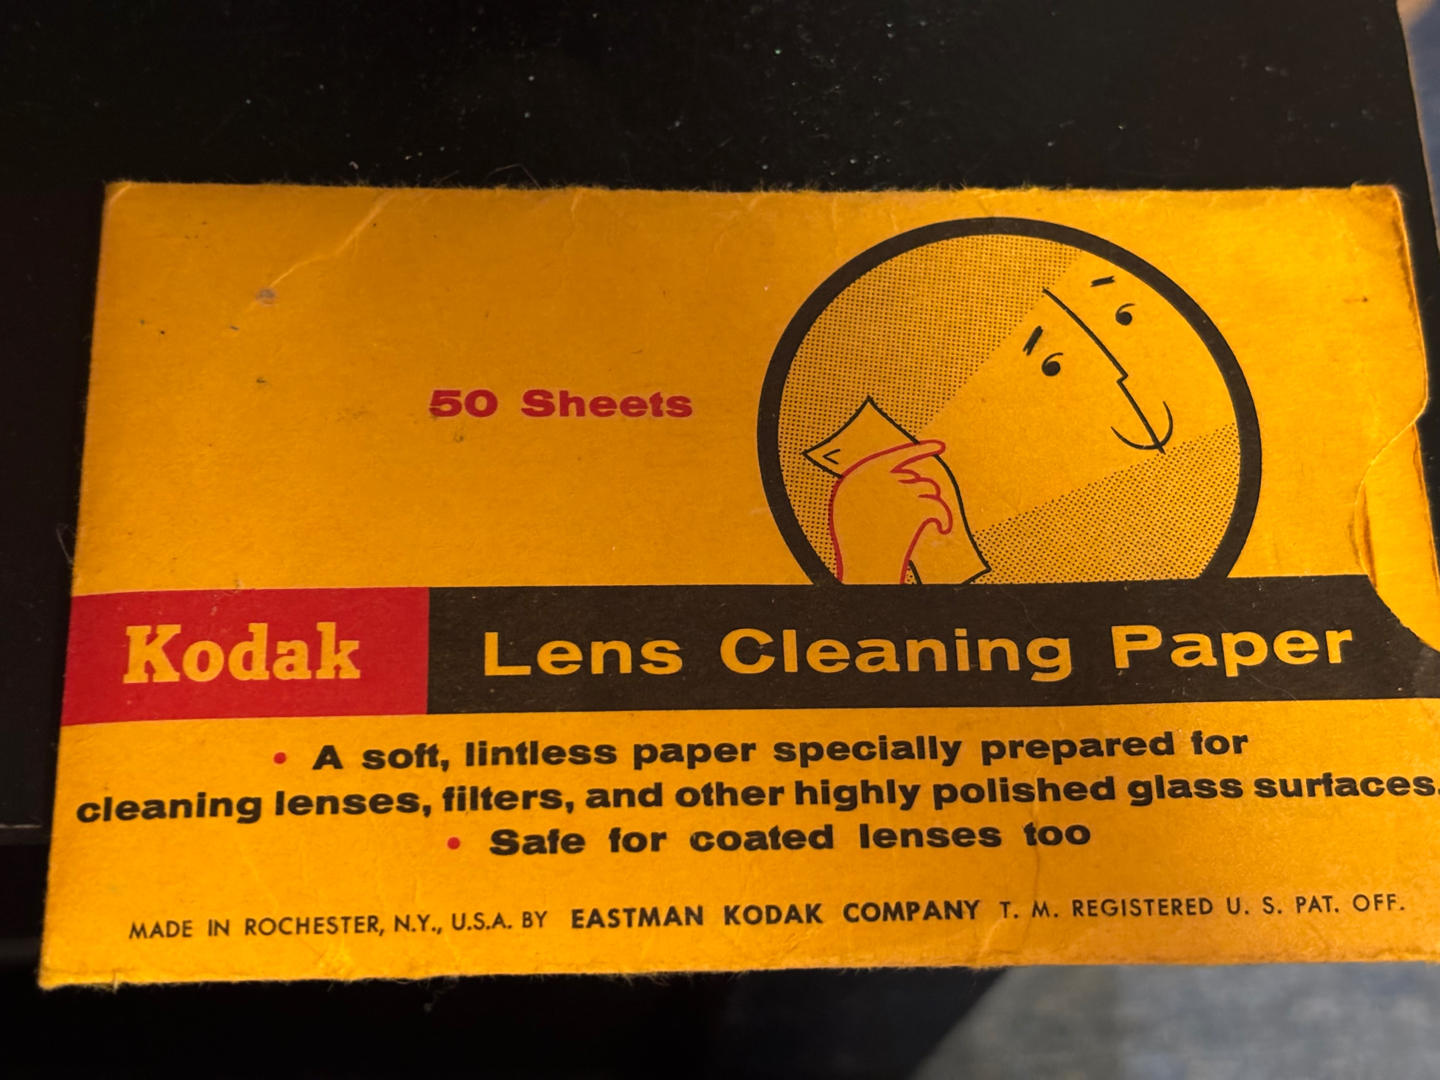 50 Sheets
Kodak Lens Cleaning Paper
• A soft, lintless paper specially prepared for
cleaning lenses, filters, and other highly polished glass surfaces.
• Safe for coated lenses too
MADE IN ROCHESTER, N.Y., U.S.A. BY EASTMAN KODAK COMPANY T. M. REGISTERED U. S. PAT. OFF.